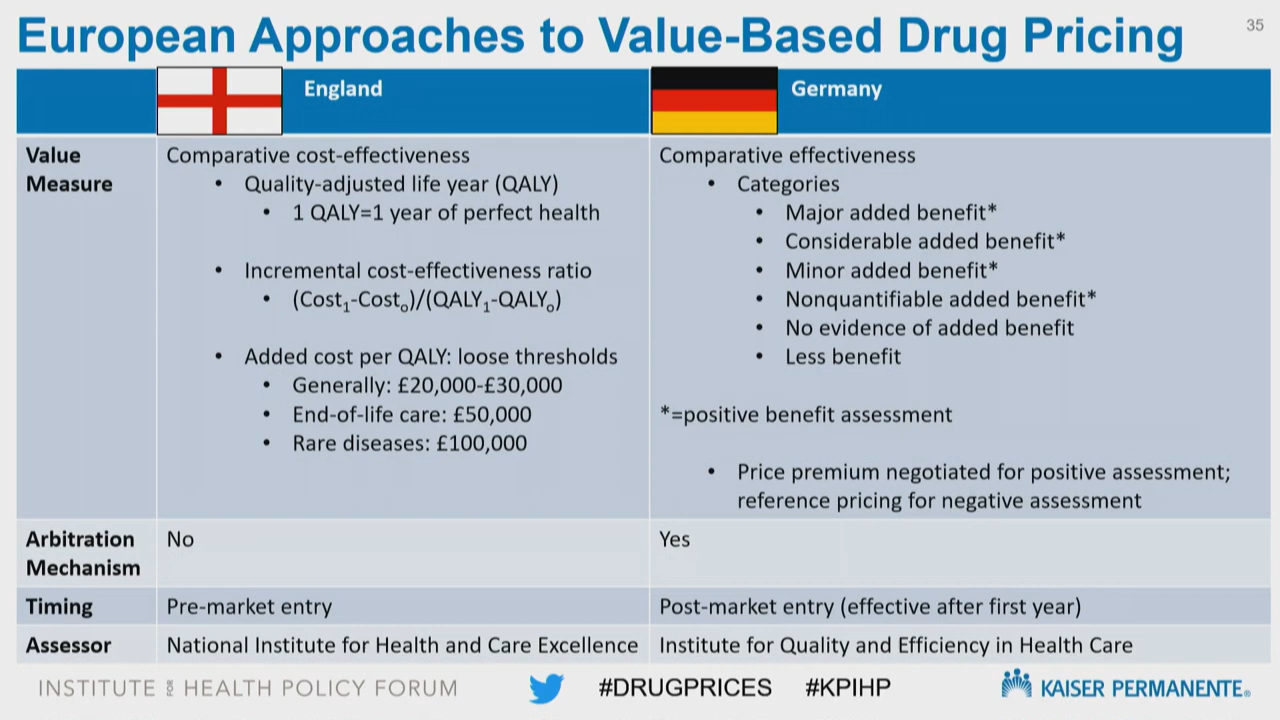 European Approaches to Value-Based Drug Pricing
35
England
Germany
Value
Measure
Comparative cost-effectiveness
• Quality-adjusted life year (QALY)
• 1 QALY=1 year of perfect health
• Incremental cost-effectiveness ratio
• (Cost₁-Costₒ)/(QALY₁-QALYₒ)
• Added cost per QALY: loose thresholds
• Generally: £20,000-£30,000
• End-of-life care: £50,000
• Rare diseases: £100,000
Comparative effectiveness
• Categories
• Major added benefit*
• Considerable added benefit*
• Minor added benefit*
• Nonquantifiable added benefit*
• No evidence of added benefit
• Less benefit
*=positive benefit assessment
• Price premium negotiated for positive assessment;
reference pricing for negative assessment
Arbitration
Mechanism
No
Yes
Timing
Pre-market entry
Post-market entry (effective after first year)
Assessor
National Institute for Health and Care Excellence
Institute for Quality and Efficiency in Health Care
INSTITUTE FOR HEALTH POLICY FORUM
#DRUGPRICES
#KPIHP
KAISER PERMANENTE®